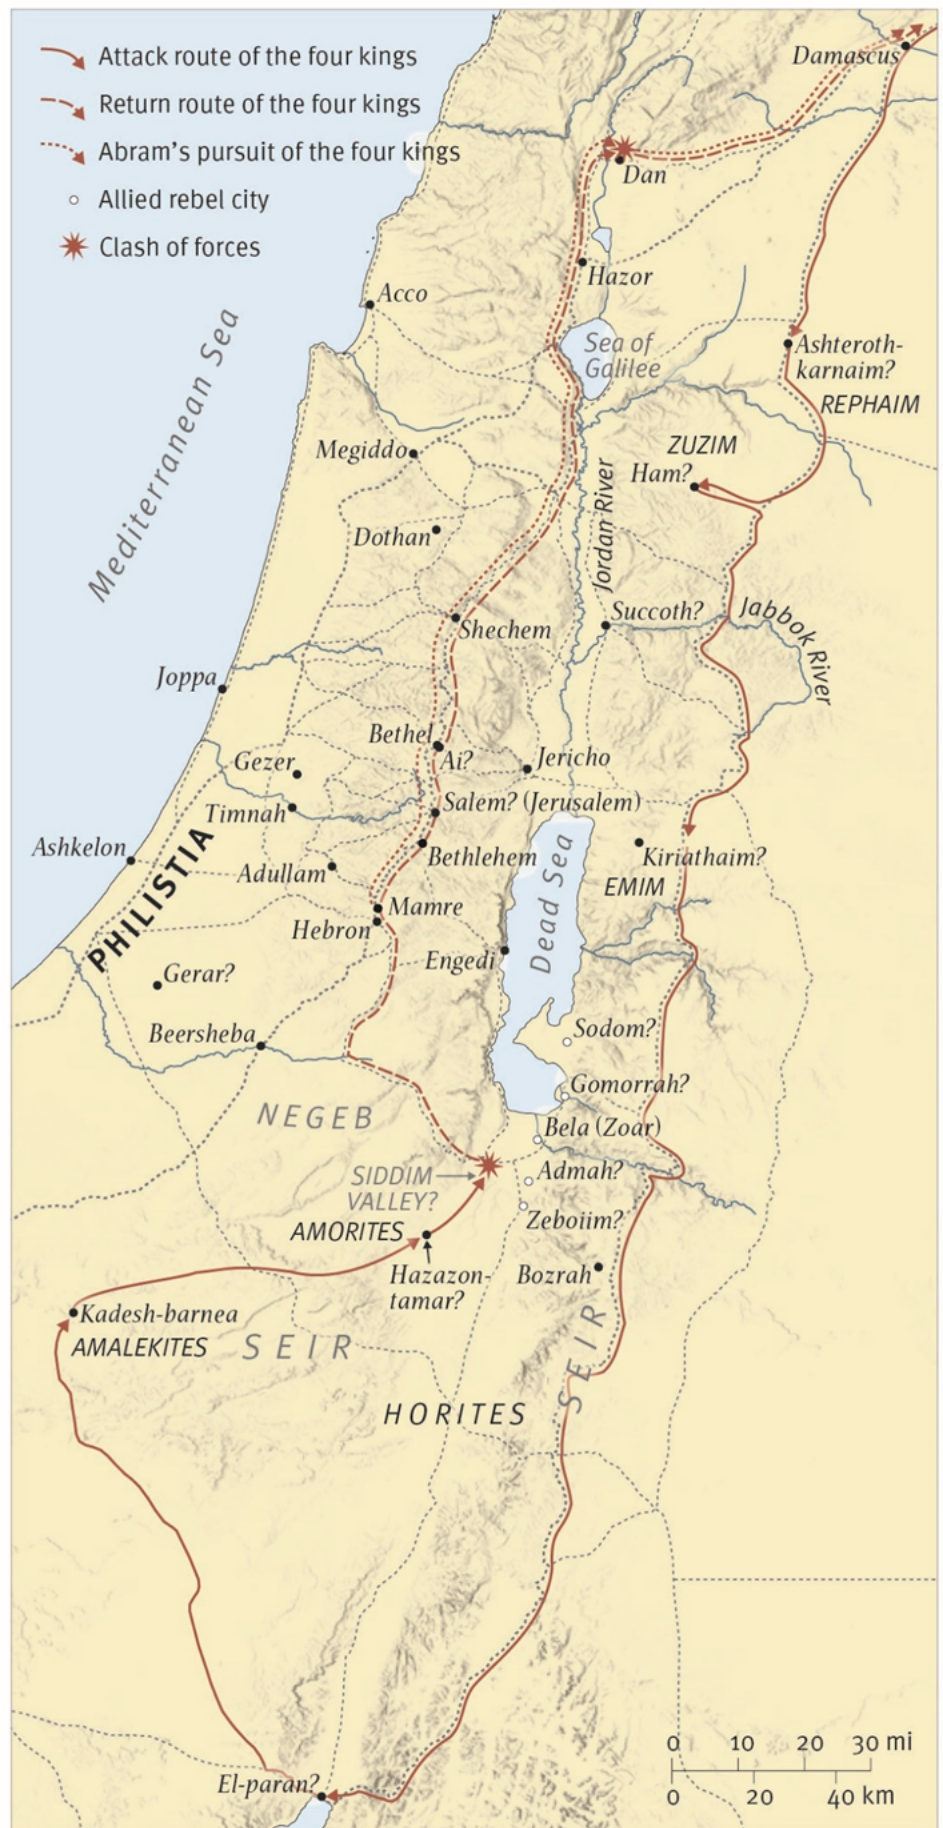 Attack route of the four kings
Return route of the four kings
Abram's pursuit of the four kings
Allied rebel city
Clash of forces
Damascus
Dan
Hazor
Acco
Mediterranean Sea
Sea of
Galilee
Ashteroth-
karnaim?
REPHAIM
ZUZIM
Ham?
Megiddo
Dothan
Jordan River
Succoth?
Jabbok River
Shechem
Joppa
Bethel
Ai?
Jericho
Gezer
Timnah
Salem? (Jerusalem)
Ashkelon
PHILISTIA
Adullam
Bethlehem
Dead Sea
Kiriathaim?
EMIM
Mamre
Hebron
Engedi
Gerar?
Beersheba
Sodom?
Gomorrah?
NEGEB
Bela (Zoar)
SIDDIM
VALLEY?
Admah?
Zeboiim?
AMORITES
Hazazon-
tamar?
Bozrah
Kadesh-barnea
AMALEKITES
SEIR
SEIR
HORITES
El-paran?
0 10 20 30 mi
0 20 40 km